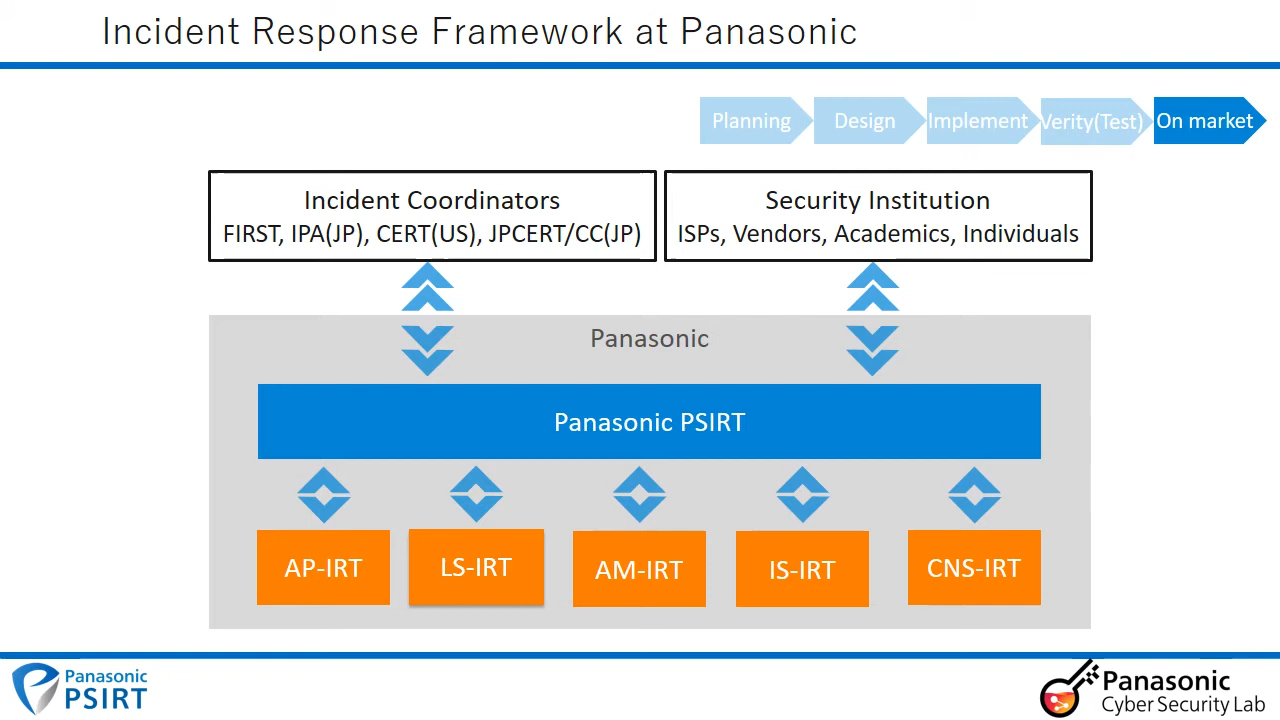 Incident Response Framework at Panasonic
Planning
Design
Implement
Verity(Test)
On market
Incident Coordinators
FIRST, IPA(JP), CERT(US), JPCERT/CC(JP)
Security Institution
ISPs, Vendors, Academics, Individuals
Panasonic
Panasonic PSIRT
AP-IRT
LS-IRT
AM-IRT
IS-IRT
CNS-IRT
Panasonic
PSIRT
Panasonic
Cyber Security Lab